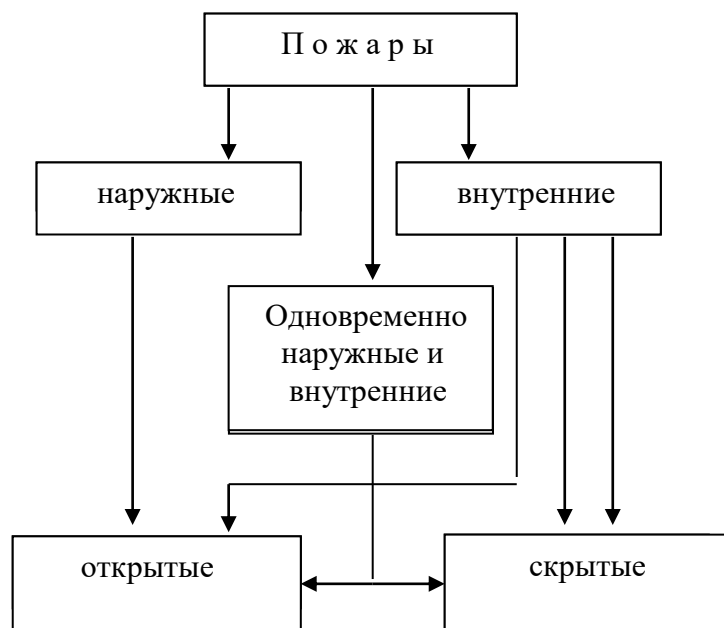 П о ж а р ы
наружные
внутренние
Одновременно
наружные и
внутренние
открытые
скрытые